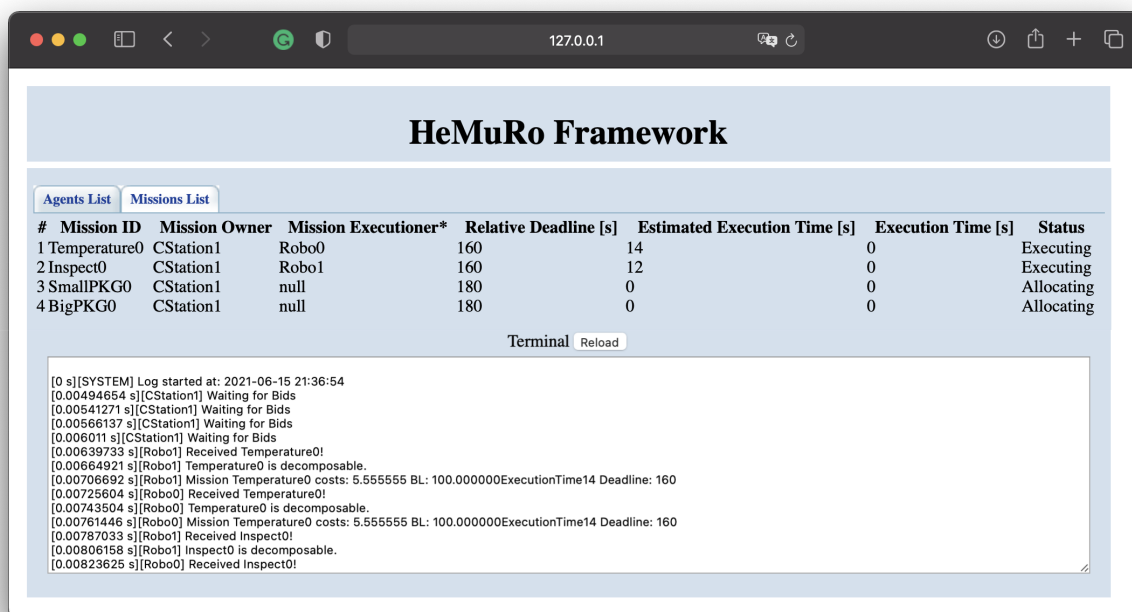 127.0.0.1
HeMuRo Framework
Agents List Missions List
# Mission ID Mission Owner Mission Executioner* Relative Deadline [s] Estimated Execution Time [s] Execution Time [s] Status
1 Temperature0 CStation1 Robo0 160 14 0 Executing
2 Inspect0 CStation1 Robo1 160 12 0 Executing
3 SmallPKG0 CStation1 null 180 0 0 Allocating
4 BigPKG0 CStation1 null 180 0 0 Allocating
Terminal Reload
[0 s][SYSTEM] Log started at: 2021-06-15 21:36:54
[0.00494654 s][CStation1] Waiting for Bids
[0.00541271 s][CStation1] Waiting for Bids
[0.00566137 s][CStation1] Waiting for Bids
[0.006011 s][CStation1] Waiting for Bids
[0.00639733 s][Robo1] Received Temperature0!
[0.00664921 s][Robo1] Temperature0 is decomposable.
[0.00706692 s][Robo1] Mission Temperature0 costs: 5.555555 BL: 100.000000ExecutionTime14 Deadline: 160
[0.00725604 s][Robo0] Received Temperature0!
[0.00743504 s][Robo0] Temperature0 is decomposable.
[0.00761446 s][Robo0] Mission Temperature0 costs: 5.555555 BL: 100.000000ExecutionTime14 Deadline: 160
[0.00787033 s][Robo1] Received Inspect0!
[0.00806158 s][Robo1] Inspect0 is decomposable.
[0.00823625 s][Robo0] Received Inspect0!